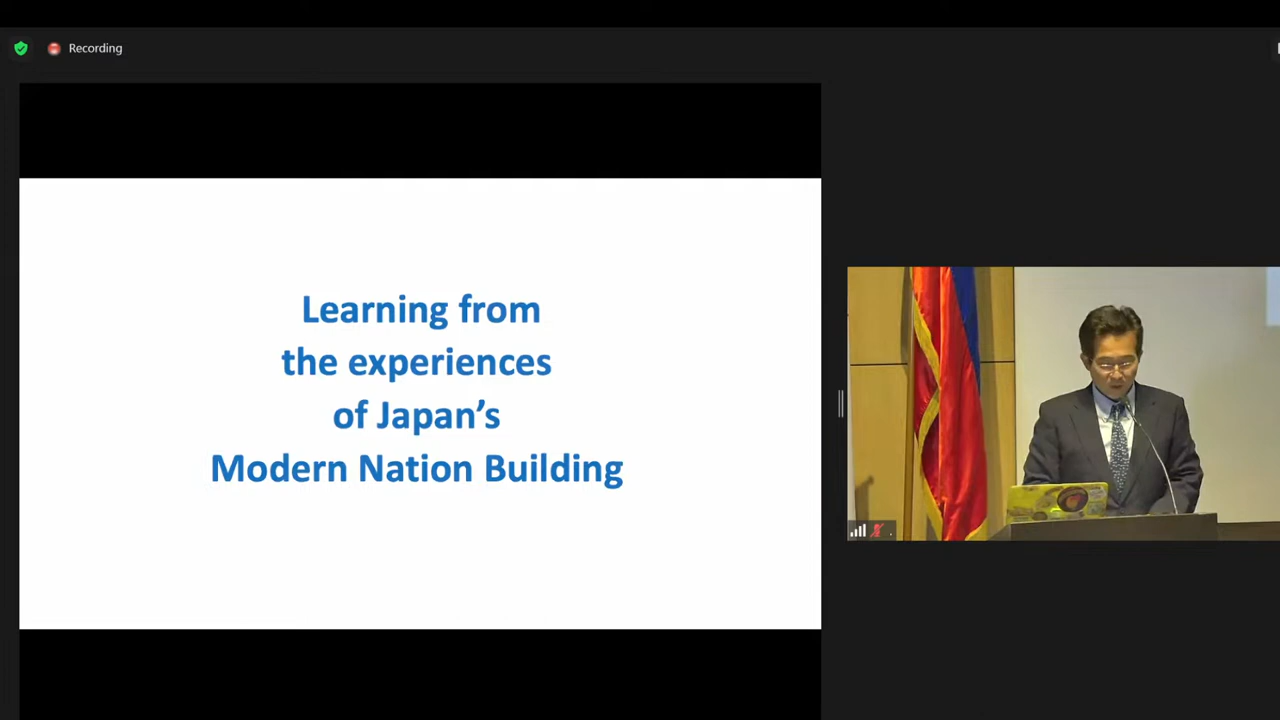 Recording
Learning from
the experiences
of Japan’s
Modern Nation Building